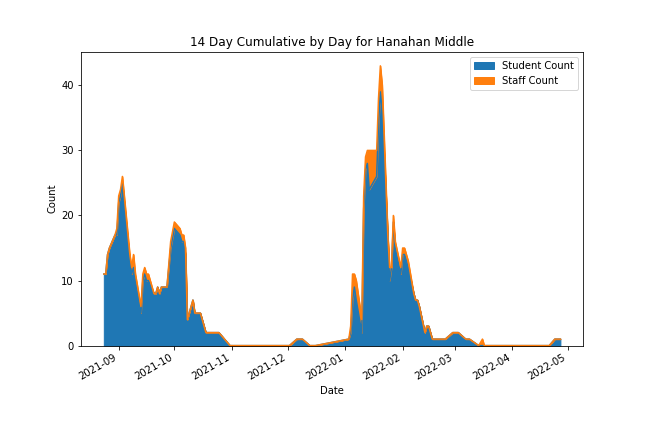 14 Day Cumulative by Day for Hanahan Middle
Student Count
Staff Count
Count
40
30
20
10
0
2021-09
2021-10
2021-11
2021-12
2022-01
2022-02
2022-03
2022-04
2022-05
Date